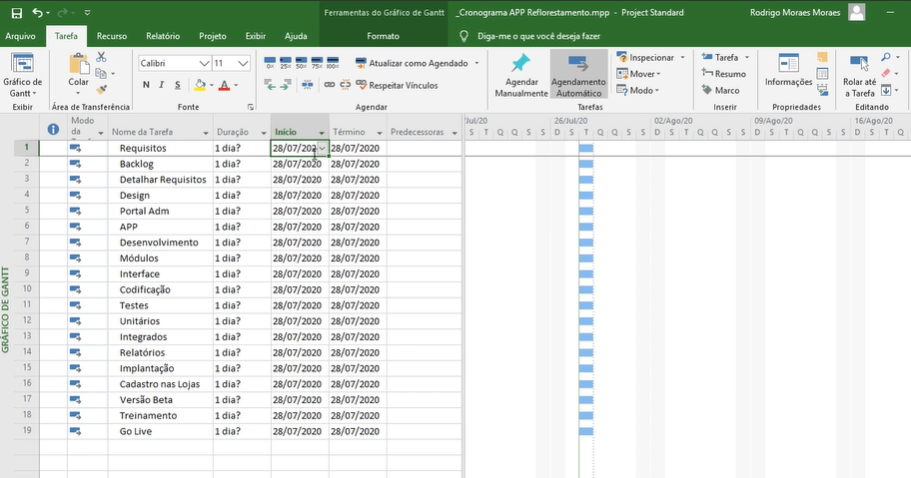 Ferramentas do Gráfico de Gantt _Cronograma APP Reflorestamento.mpp - Project Standard Rodrigo Moraes Moraes
Arquivo Tarefa Recurso Relatório Projeto Exibir Ajuda Formato Diga-me o que você deseja fazer
Gráfico de Gantt
Exibir
Colar
Área de Transferência
Calibri 11
N I S A
Fonte
0% 25% 50% 75% 100%
Atualizar como Agendado
Respeitar Vínculos
Agendar
Agendar Manualmente
Agendamento Automático
Inspecionar
Mover
Modo
Tarefas
Tarefa
Resumo
Marco
Inserir
Informações
Propriedades
Rolar até a Tarefa
Editando
Modo da Nome da Tarefa Duração Início Término Predecessoras
Jul/20 26/Jul/20 02/Ago/20 09/Ago/20 16/Ago/20
S T Q Q S S D S T Q Q S S D S T Q Q S S D S T Q Q S S D S T Q
GRÁFICO DE GANTT
1 Requisitos 1 dia? 28/07/202 28/07/2020
2 Backlog 1 dia? 28/07/2020 28/07/2020
3 Detalhar Requisitos 1 dia? 28/07/2020 28/07/2020
4 Design 1 dia? 28/07/2020 28/07/2020
5 Portal Adm 1 dia? 28/07/2020 28/07/2020
6 APP 1 dia? 28/07/2020 28/07/2020
7 Desenvolvimento 1 dia? 28/07/2020 28/07/2020
8 Módulos 1 dia? 28/07/2020 28/07/2020
9 Interface 1 dia? 28/07/2020 28/07/2020
10 Codificação 1 dia? 28/07/2020 28/07/2020
11 Testes 1 dia? 28/07/2020 28/07/2020
12 Unitários 1 dia? 28/07/2020 28/07/2020
13 Integrados 1 dia? 28/07/2020 28/07/2020
14 Relatórios 1 dia? 28/07/2020 28/07/2020
15 Implantação 1 dia? 28/07/2020 28/07/2020
16 Cadastro nas Lojas 1 dia? 28/07/2020 28/07/2020
17 Versão Beta 1 dia? 28/07/2020 28/07/2020
18 Treinamento 1 dia? 28/07/2020 28/07/2020
19 Go Live 1 dia? 28/07/2020 28/07/2020